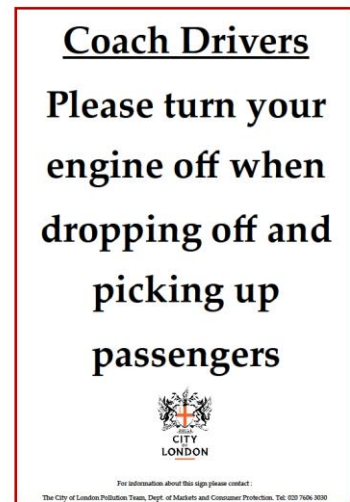 Coach Drivers
Please turn your
engine off when
dropping off and
picking up
passengers
CITY
LONDON
For information about this sign please contact :
The City of London Pollution Team, Dept. of Markets and Consumer Protection. Tel: 020 7606 3030